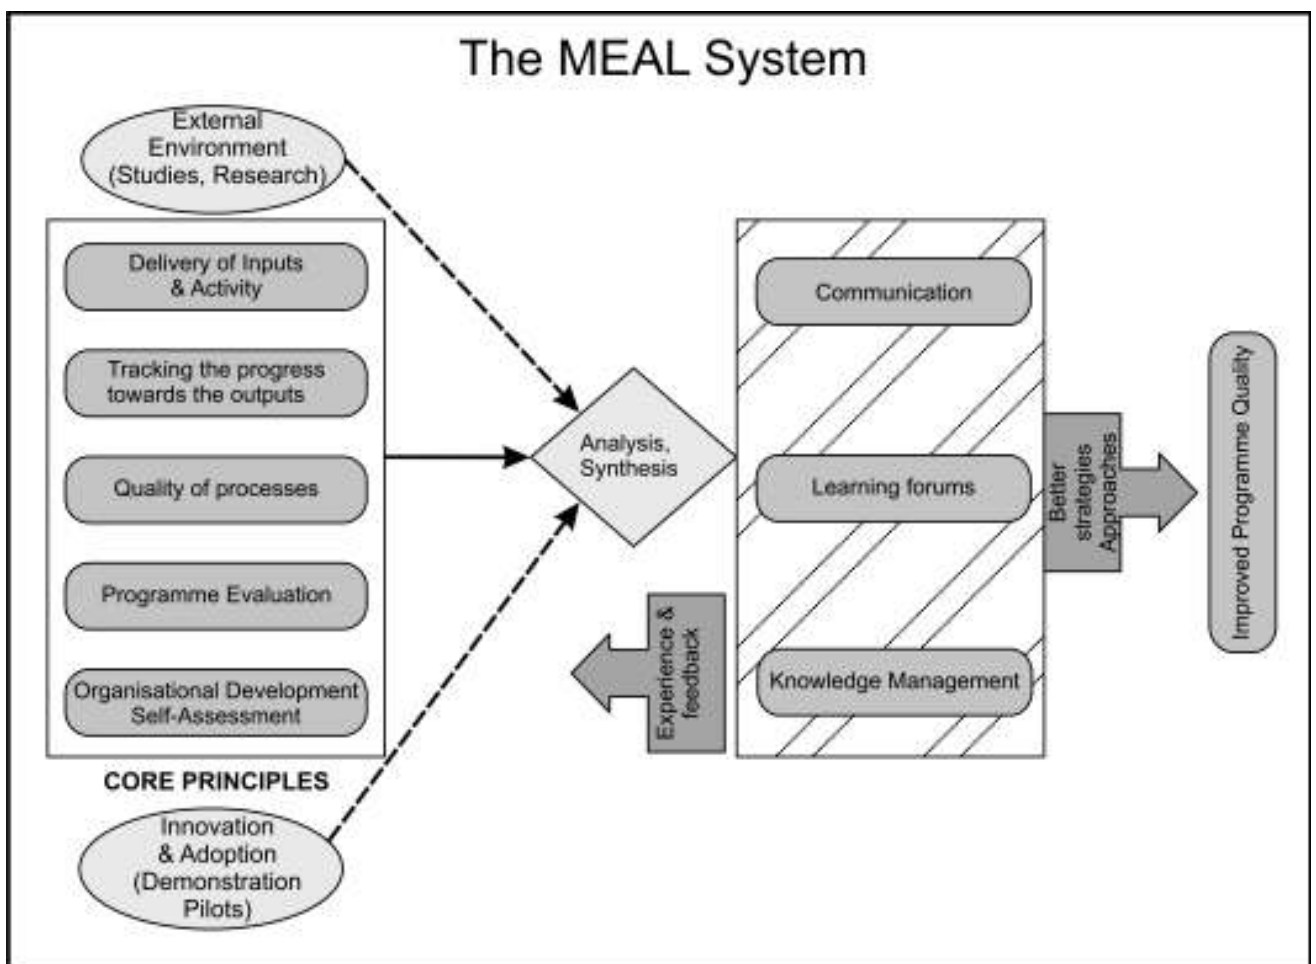 The MEAL System
External
Environment
(Studies, Research)
Delivery of Inputs
& Activity
Tracking the progress
towards the outputs
Quality of processes
Programme Evaluation
Organisational Development
Self-Assessment
CORE PRINCIPLES
Innovation
& Adoption
(Demonstration
Pilots)
Analysis,
Synthesis
Experience &
feedback
Communication
Learning forums
Knowledge Management
Better
strategies
Approaches
Improved Programme Quality